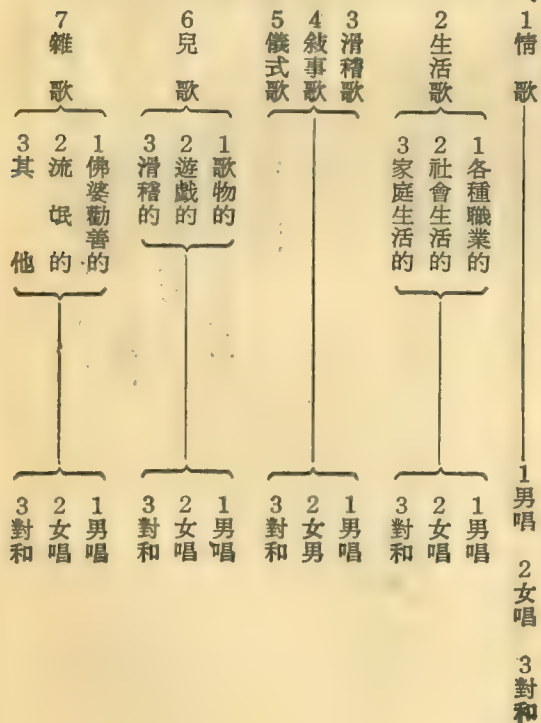 1情歌
1男唱 2女唱 3對和
2生活歌
1各種職業的
2社會生活的
3家庭生活的
1男唱
2女唱
3對和
3滑稽歌
4敍事歌
5儀式歌
1男唱
2女男
3對和
6兒歌
1歌物的
2遊戲的
3滑稽的
1男唱
2女唱
3對和
7雜歌
1佛婆勸善的
2流氓的
3其他
1男唱
2女唱
3對和